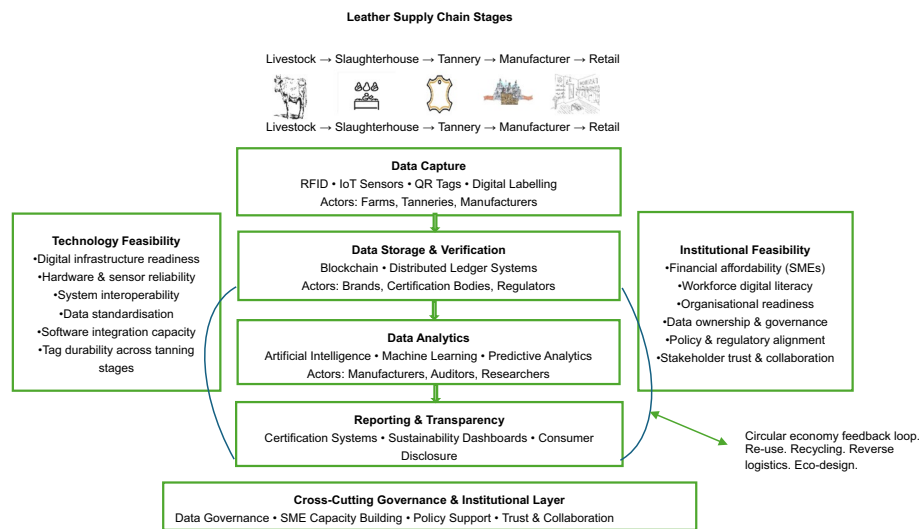 Leather Supply Chain Stages
Livestock → Slaughterhouse → Tannery → Manufacturer → Retail
Livestock → Slaughterhouse → Tannery → Manufacturer → Retail
Data Capture
RFID • IoT Sensors • QR Tags • Digital Labelling
Actors: Farms, Tanneries, Manufacturers
Technology Feasibility
•Digital infrastructure readiness
•Hardware & sensor reliability
•System interoperability
•Data standardisation
•Software integration capacity
•Tag durability across tanning
stages
Data Storage & Verification
Blockchain • Distributed Ledger Systems
Actors: Brands, Certification Bodies, Regulators
Institutional Feasibility
•Financial affordability (SMEs)
•Workforce digital literacy
•Organisational readiness
•Data ownership & governance
•Policy & regulatory alignment
•Stakeholder trust & collaboration
Data Analytics
Artificial Intelligence • Machine Learning • Predictive Analytics
Actors: Manufacturers, Auditors, Researchers
Reporting & Transparency
Certification Systems • Sustainability Dashboards • Consumer
Disclosure
Circular economy feedback loop.
Re-use. Recycling. Reverse
logistics. Eco-design.
Cross-Cutting Governance & Institutional Layer
Data Governance • SME Capacity Building • Policy Support • Trust & Collaboration